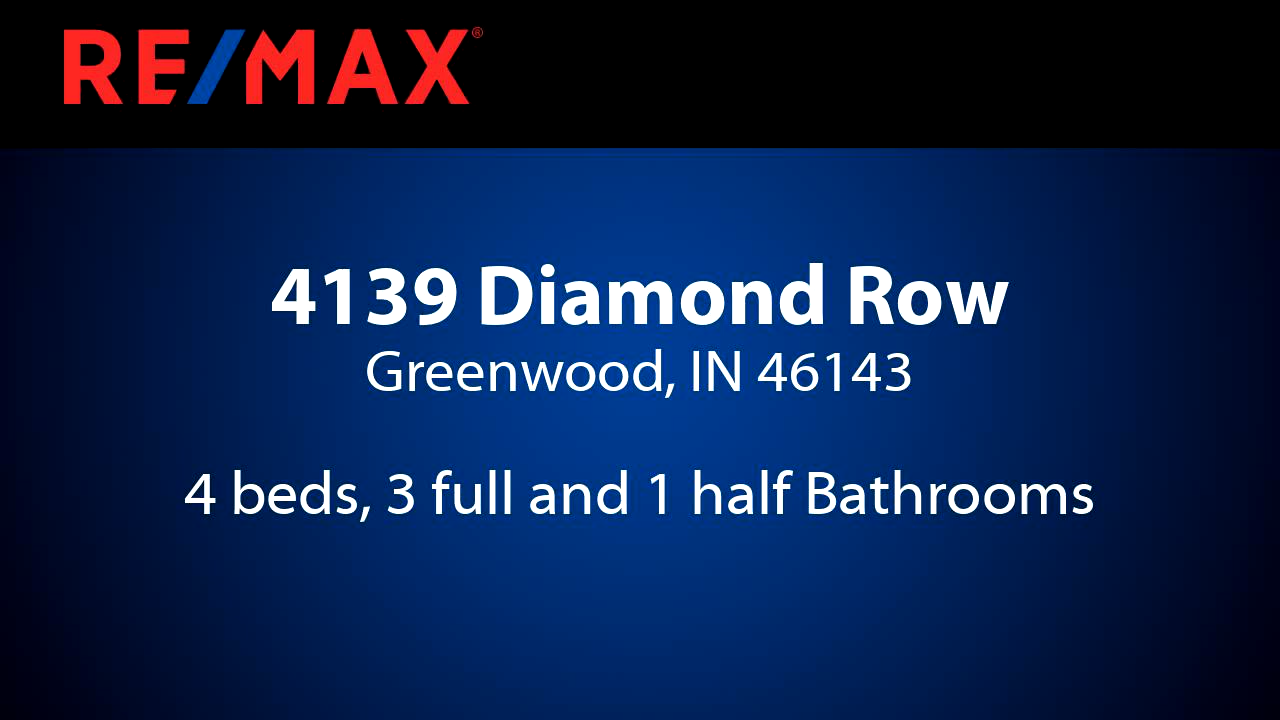 RE/MAX®
4139 Diamond Row
Greenwood, IN 46143
4 beds, 3 full and 1 half Bathrooms